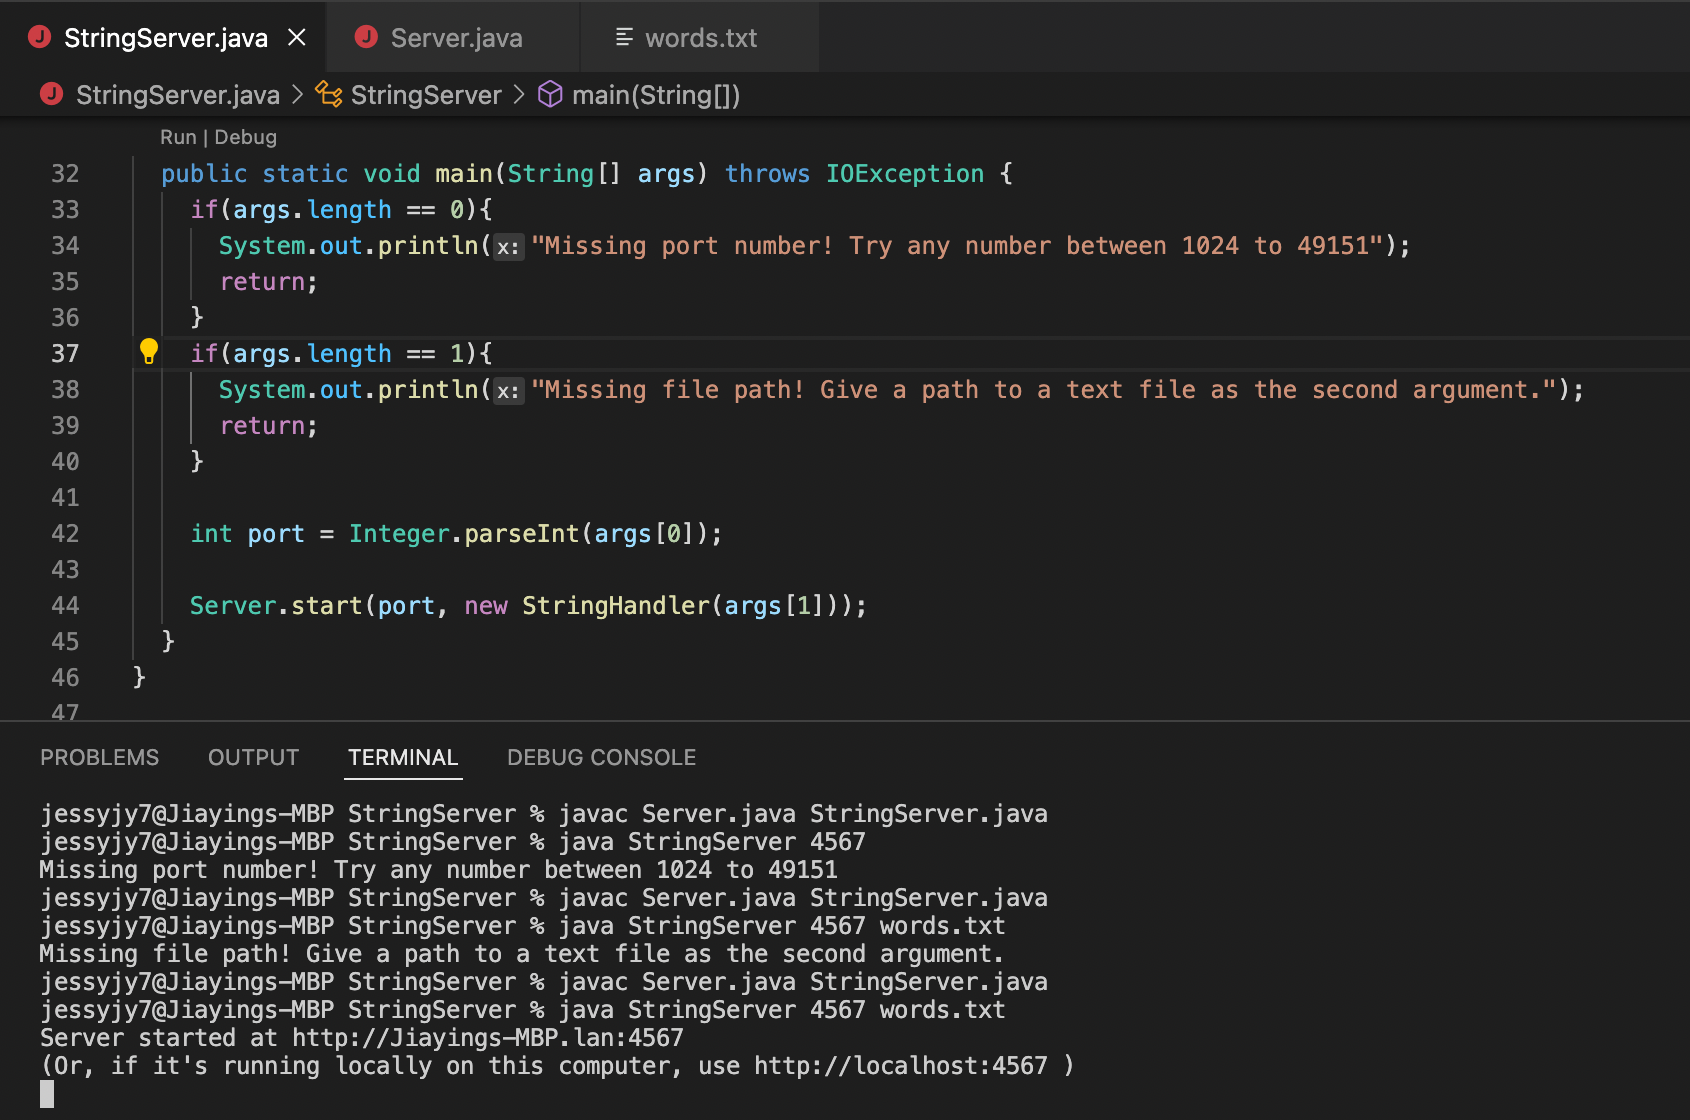 StringServer.java
Server.java
words.txt
StringServer.java > StringServer > main(String[])
Run | Debug
32 public static void main(String[] args) throws IOException {
33 if(args.length == 0){
34 System.out.println(x: "Missing port number! Try any number between 1024 to 49151");
35 return;
36 }
37 if(args.length == 1){
38 System.out.println(x: "Missing file path! Give a path to a text file as the second argument.");
39 return;
40 }
41
42 int port = Integer.parseInt(args[0]);
43
44 Server.start(port, new StringHandler(args[1]));
45 }
46 }
47
PROBLEMS OUTPUT TERMINAL DEBUG CONSOLE
jessyjy7@Jiayings-MBP StringServer % javac Server.java StringServer.java
jessyjy7@Jiayings-MBP StringServer % java StringServer 4567
Missing port number! Try any number between 1024 to 49151
jessyjy7@Jiayings-MBP StringServer % javac Server.java StringServer.java
jessyjy7@Jiayings-MBP StringServer % java StringServer 4567 words.txt
Missing file path! Give a path to a text file as the second argument.
jessyjy7@Jiayings-MBP StringServer % javac Server.java StringServer.java
jessyjy7@Jiayings-MBP StringServer % java StringServer 4567 words.txt
Server started at http://Jiayings-MBP.lan:4567
(Or, if it's running locally on this computer, use http://localhost:4567 )